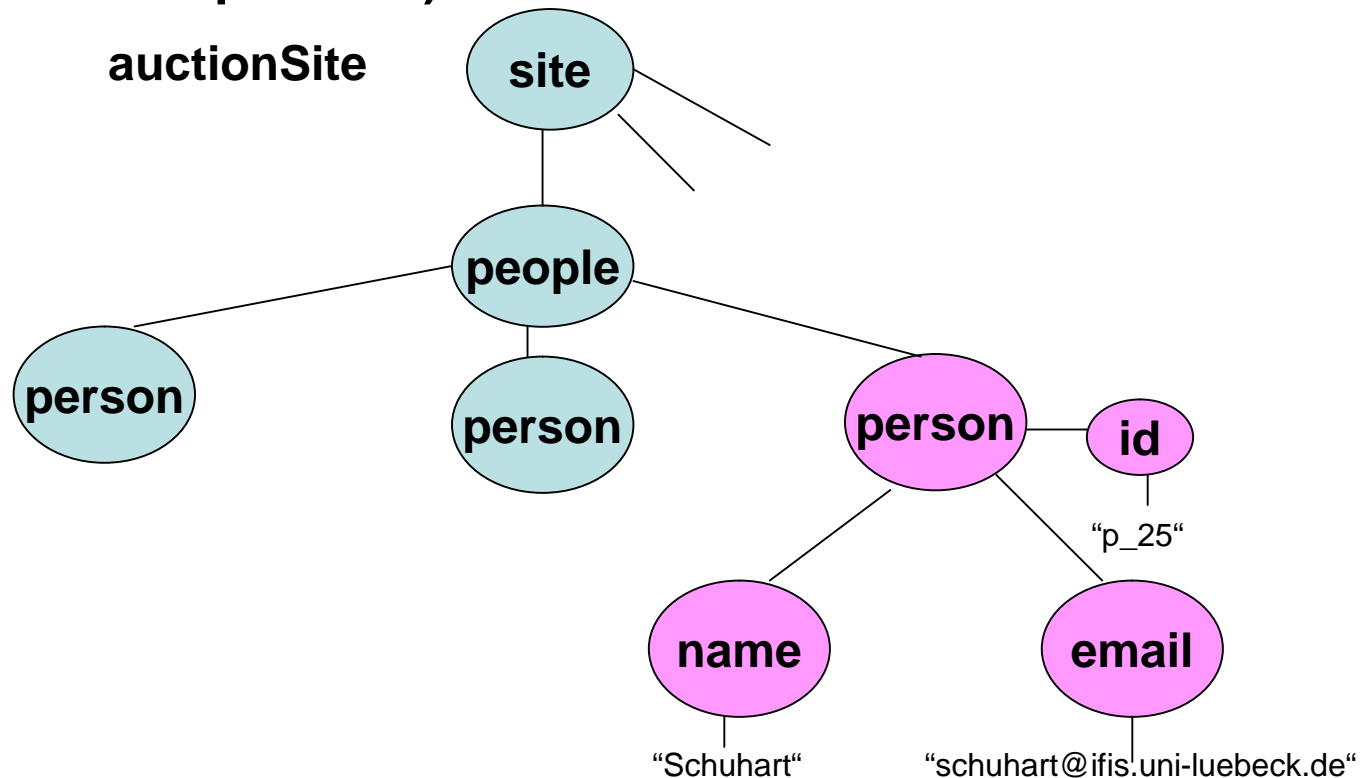 auctionSite
site
people
person
person
person
id
“p_25“
name
email
“Schuhart“
“schuhart@ifis.uni-luebeck.de“